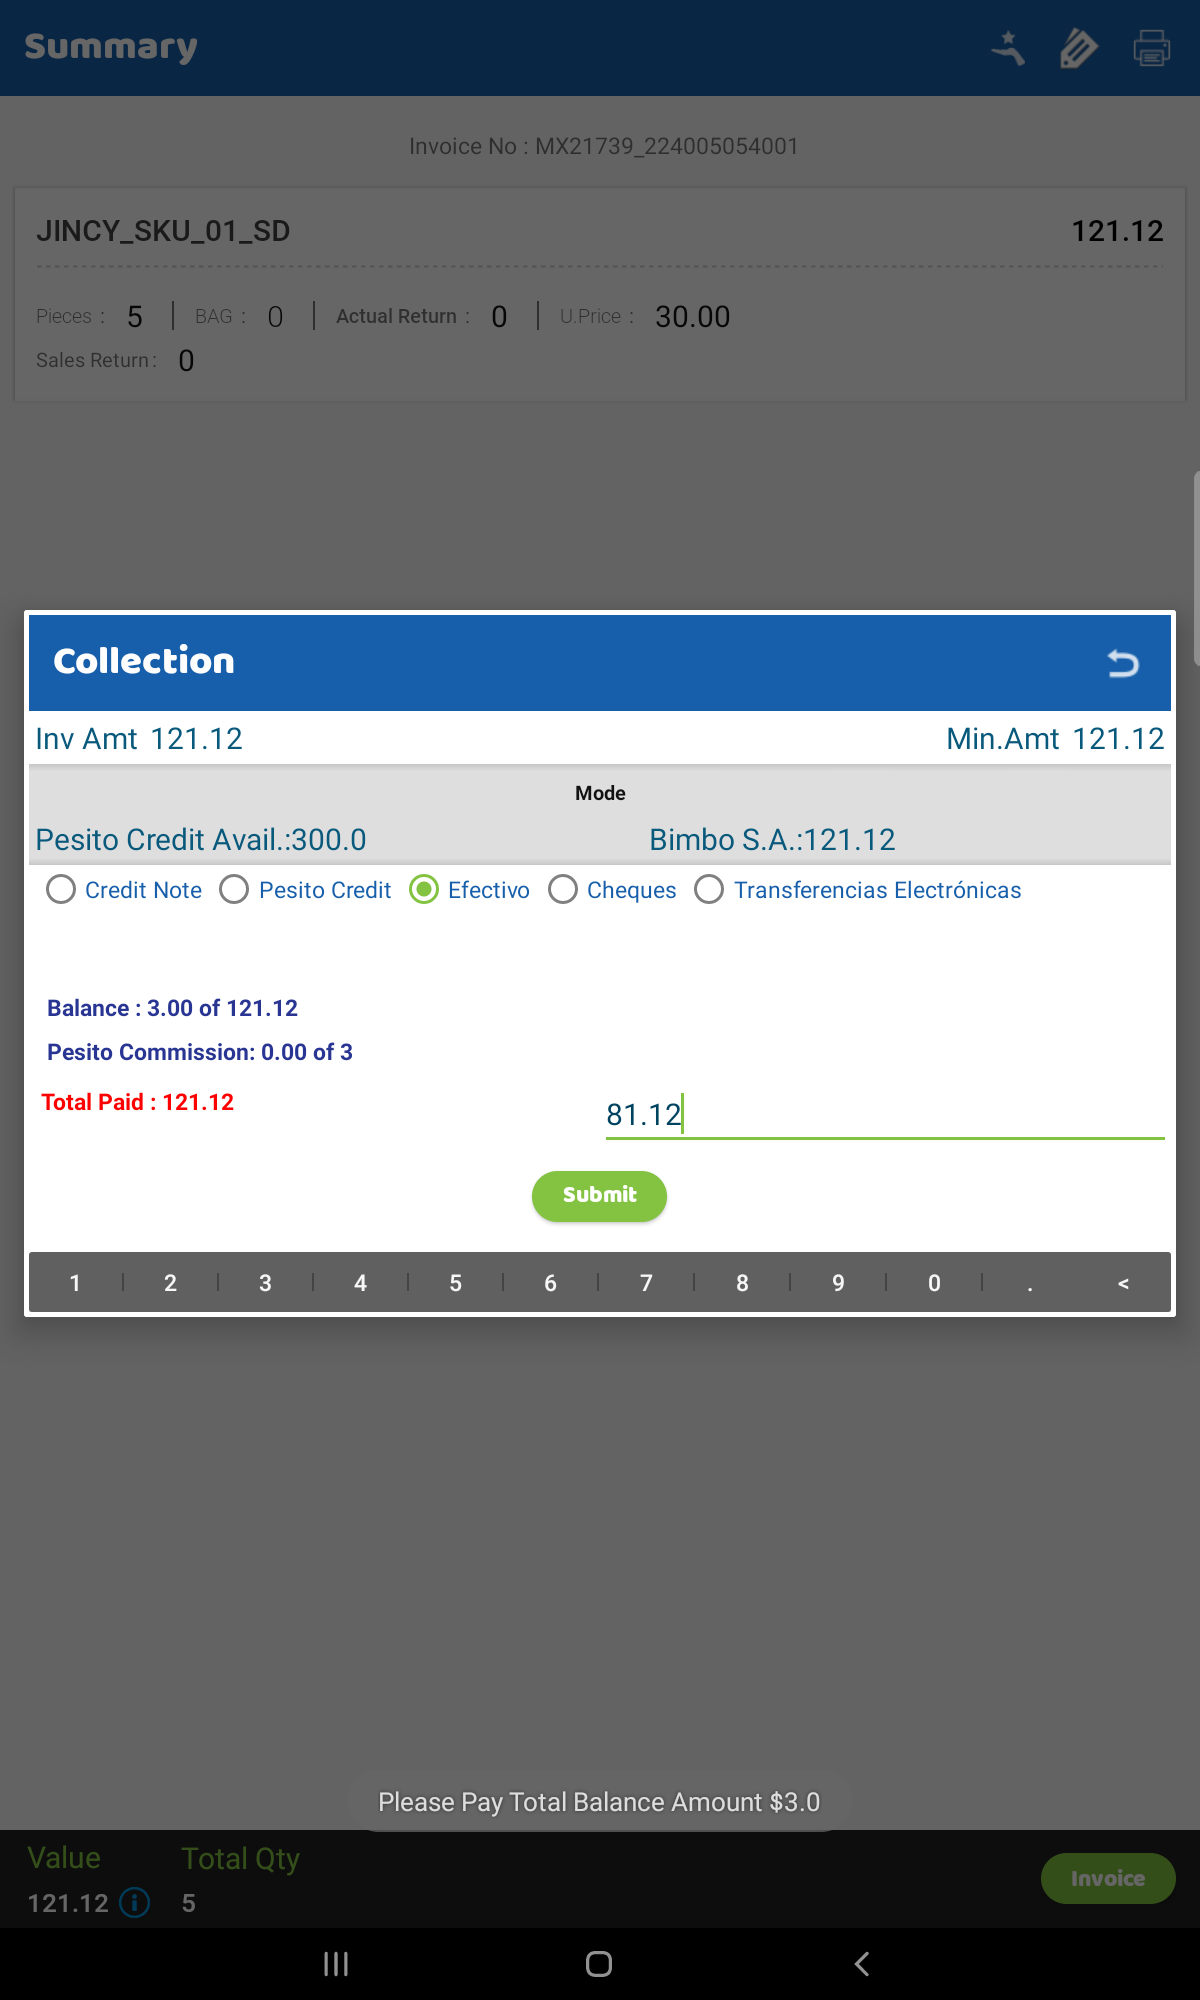 Summary
Invoice No : MX21739_224005054001
JINCY_SKU_01_SD 121.12
Pieces : 5 | BAG : 0 | Actual Return : 0 | U.Price : 30.00
Sales Return : 0
Collection
Inv Amt 121.12 Min.Amt 121.12
Mode
Pesito Credit Avail.:300.0 Bimbo S.A.:121.12
Credit Note Pesito Credit Efectivo Cheques Transferencias Electrónicas
Balance : 3.00 of 121.12
Pesito Commission: 0.00 of 3
Total Paid : 121.12
81.12
Submit
1 | 2 | 3 | 4 | 5 | 6 | 7 | 8 | 9 | 0 | . <
Please Pay Total Balance Amount $3.0
Value Total Qty
121.12 5
Invoice